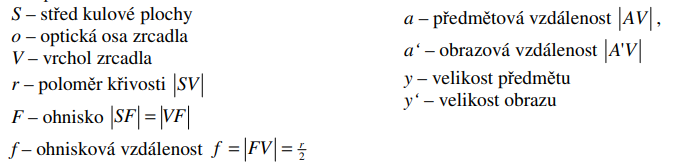 S – střed kulové plochy
o – optická osa zrcadla
V – vrchol zrcadla
r – poloměr křivosti |SV|
F – ohnisko |SF| = |VF|
f – ohnisková vzdálenost f = |FV| = r/2
a – předmětová vzdálenost |AV| ,
a‘ – obrazová vzdálenost |A'V|
y – velikost předmětu
y‘ – velikost obrazu